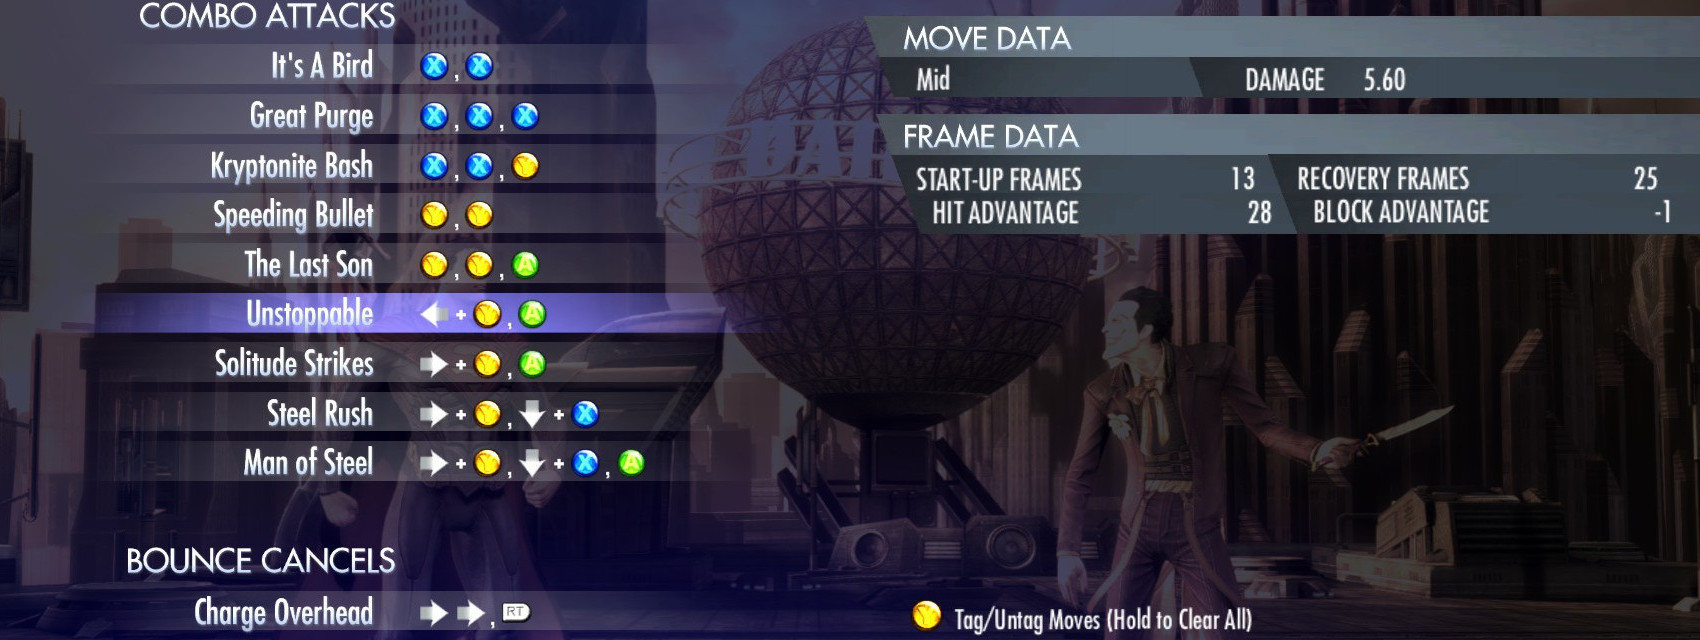 COMBO ATTACKS
It's A Bird X , X
Great Purge X , X , X
Kryptonite Bash X , X , Y
Speeding Bullet Y , Y
The Last Son Y , Y , A
Unstoppable ← + Y , A
Solitude Strikes → + Y , A
Steel Rush → + Y , ↓ + X
Man of Steel → + Y , ↓ + X , A
BOUNCE CANCELS
Charge Overhead → → , RT
MOVE DATA
Mid DAMAGE 5.60
FRAME DATA
START-UP FRAMES 13 RECOVERY FRAMES 25
HIT ADVANTAGE 28 BLOCK ADVANTAGE -1
Y Tag/Untag Moves (Hold to Clear All)